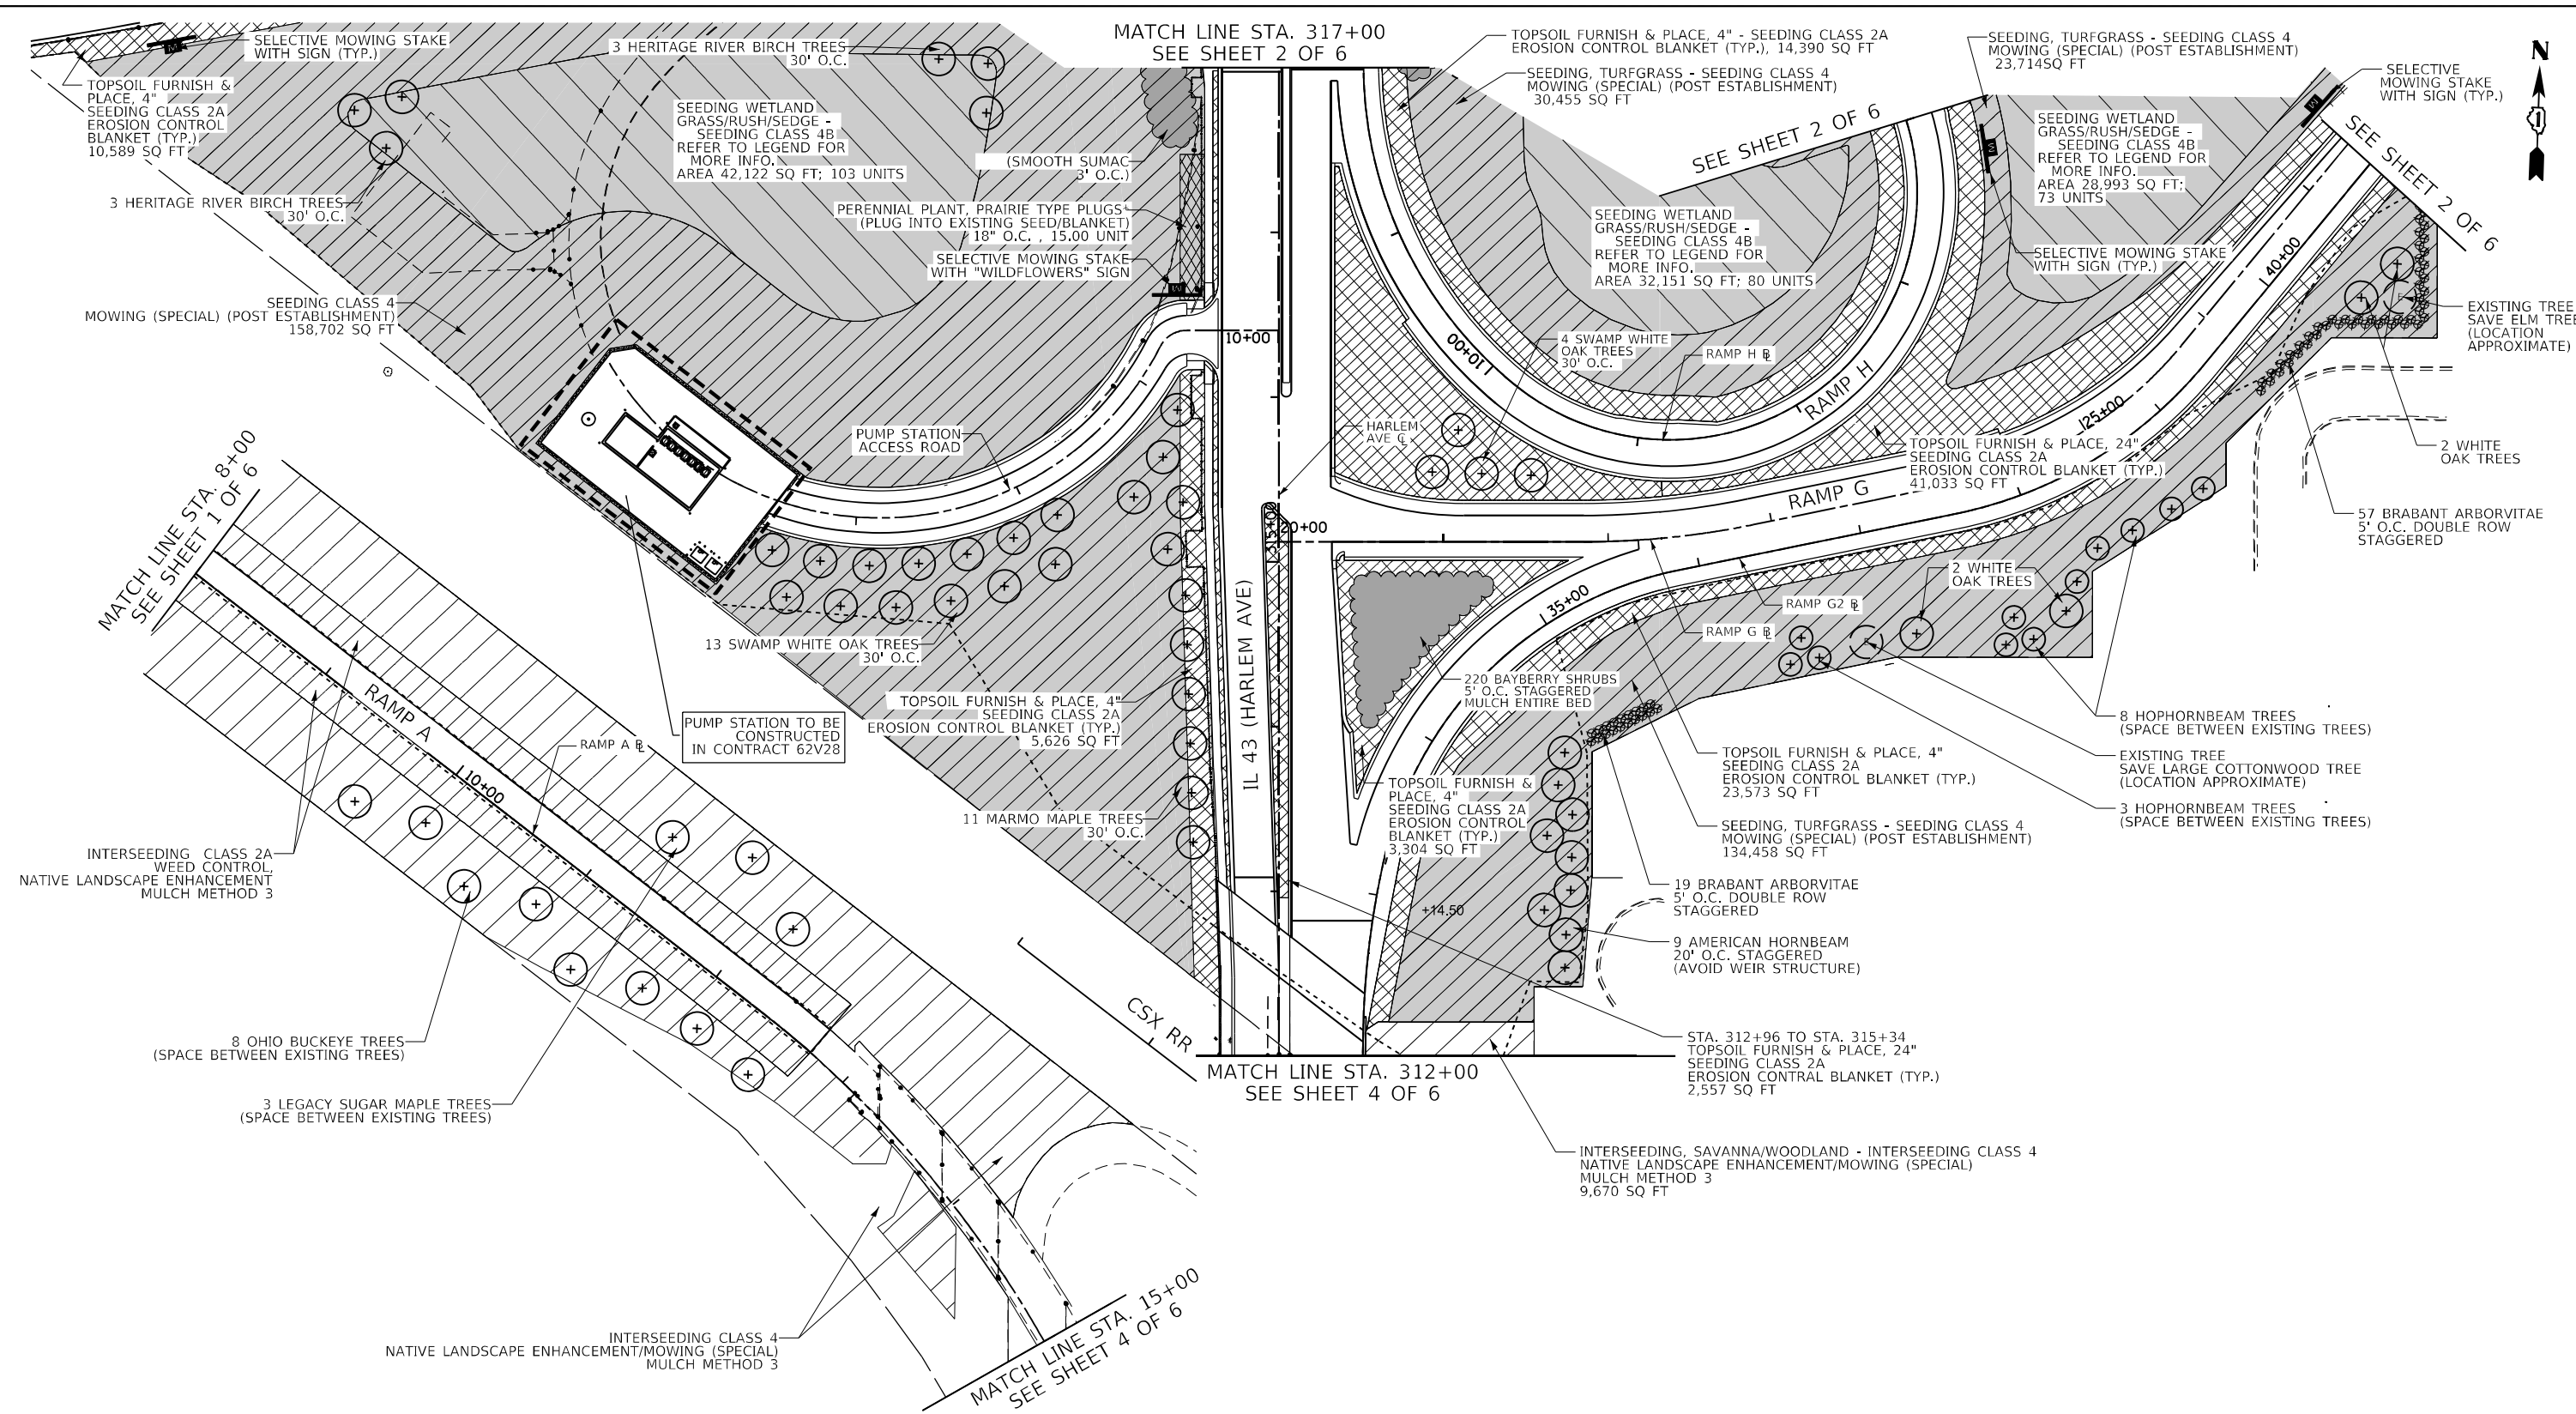 MATCH LINE STA. 317+00
SEE SHEET 2 OF 6
SELECTIVE MOWING STAKE
WITH SIGN (TYP.)
TOPSOIL FURNISH &
PLACE, 4"
SEEDING CLASS 2A
EROSION CONTROL
BLANKET (TYP.)
10,589 SQ FT
3 HERITAGE RIVER BIRCH TREES
30' O.C.
3 HERITAGE RIVER BIRCH TREES
30' O.C.
SEEDING WETLAND
GRASS/RUSH/SEDGE -
SEEDING CLASS 4B
REFER TO LEGEND FOR
MORE INFO.
AREA 42,122 SQ FT; 103 UNITS
(SMOOTH SUMAC
3' O.C.)
PERENNIAL PLANT, PRAIRIE TYPE PLUGS
(PLUG INTO EXISTING SEED/BLANKET)
18" O.C. , 15.00 UNIT
SELECTIVE MOWING STAKE
WITH "WILDFLOWERS" SIGN
SEEDING CLASS 4
MOWING (SPECIAL) (POST ESTABLISHMENT)
158,702 SQ FT
TOPSOIL FURNISH & PLACE, 4" - SEEDING CLASS 2A
EROSION CONTROL BLANKET (TYP.), 14,390 SQ FT
SEEDING, TURFGRASS - SEEDING CLASS 4
MOWING (SPECIAL) (POST ESTABLISHMENT)
30,455 SQ FT
SEEDING, TURFGRASS - SEEDING CLASS 4
MOWING (SPECIAL) (POST ESTABLISHMENT)
23,714SQ FT
SELECTIVE
MOWING STAKE
WITH SIGN (TYP.)
N
1
SEE SHEET 2 OF 6
SEE SHEET 2 OF 6
SEEDING WETLAND
GRASS/RUSH/SEDGE -
SEEDING CLASS 4B
REFER TO LEGEND FOR
MORE INFO.
AREA 28,993 SQ FT;
73 UNITS
SEEDING WETLAND
GRASS/RUSH/SEDGE -
SEEDING CLASS 4B
REFER TO LEGEND FOR
MORE INFO.
AREA 32,151 SQ FT; 80 UNITS
SELECTIVE MOWING STAKE
WITH SIGN (TYP.)
M
M
M
M
40+00
EXISTING TREE
SAVE ELM TREE
(LOCATION
APPROXIMATE)
10+00
110+00
4 SWAMP WHITE
OAK TREES
30' O.C.
RAMP H BL
RAMP H
125+00
HARLEM
AVE CL
PUMP STATION
ACCESS ROAD
TOPSOIL FURNISH & PLACE, 24"
SEEDING CLASS 2A
EROSION CONTROL BLANKET (TYP.)
41,033 SQ FT
2 WHITE
OAK TREES
MATCH LINE STA. 8+00
SEE SHEET 1 OF 6
RAMP G
20+00
315+00
57 BRABANT ARBORVITAE
5' O.C. DOUBLE ROW
STAGGERED
2 WHITE
OAK TREES
135+00
RAMP G2 BL
RAMP G BL
IL 43 (HARLEM AVE)
13 SWAMP WHITE OAK TREES
30' O.C.
220 BAYBERRY SHRUBS
5' O.C. STAGGERED
MULCH ENTIRE BED
TOPSOIL FURNISH & PLACE, 4"
SEEDING CLASS 2A
EROSION CONTROL BLANKET (TYP.)
5,626 SQ FT
PUMP STATION TO BE
CONSTRUCTED
IN CONTRACT 62V28
RAMP A
RAMP A BL
110+00
8 HOPHORNBEAM TREES
(SPACE BETWEEN EXISTING TREES)
EXISTING TREE
SAVE LARGE COTTONWOOD TREE
(LOCATION APPROXIMATE)
3 HOPHORNBEAM TREES
(SPACE BETWEEN EXISTING TREES)
TOPSOIL FURNISH & PLACE, 4"
SEEDING CLASS 2A
EROSION CONTROL BLANKET (TYP.)
23,573 SQ FT
TOPSOIL FURNISH &
PLACE, 4"
SEEDING CLASS 2A
EROSION CONTROL
BLANKET (TYP.)
3,304 SQ FT
SEEDING, TURFGRASS - SEEDING CLASS 4
MOWING (SPECIAL) (POST ESTABLISHMENT)
134,458 SQ FT
11 MARMO MAPLE TREES
30' O.C.
INTERSEEDING CLASS 2A
WEED CONTROL,
NATIVE LANDSCAPE ENHANCEMENT
MULCH METHOD 3
19 BRABANT ARBORVITAE
5' O.C. DOUBLE ROW
STAGGERED
+14.50
9 AMERICAN HORNBEAM
20' O.C. STAGGERED
(AVOID WEIR STRUCTURE)
CSX RR
8 OHIO BUCKEYE TREES
(SPACE BETWEEN EXISTING TREES)
STA. 312+96 TO STA. 315+34
TOPSOIL FURNISH & PLACE, 24"
SEEDING CLASS 2A
EROSION CONTRAL BLANKET (TYP.)
2,557 SQ FT
MATCH LINE STA. 312+00
SEE SHEET 4 OF 6
3 LEGACY SUGAR MAPLE TREES
(SPACE BETWEEN EXISTING TREES)
INTERSEEDING, SAVANNA/WOODLAND - INTERSEEDING CLASS 4
NATIVE LANDSCAPE ENHANCEMENT/MOWING (SPECIAL)
MULCH METHOD 3
9,670 SQ FT
INTERSEEDING CLASS 4
NATIVE LANDSCAPE ENHANCEMENT/MOWING (SPECIAL)
MULCH METHOD 3
MATCH LINE STA. 15+00
SEE SHEET 4 OF 6